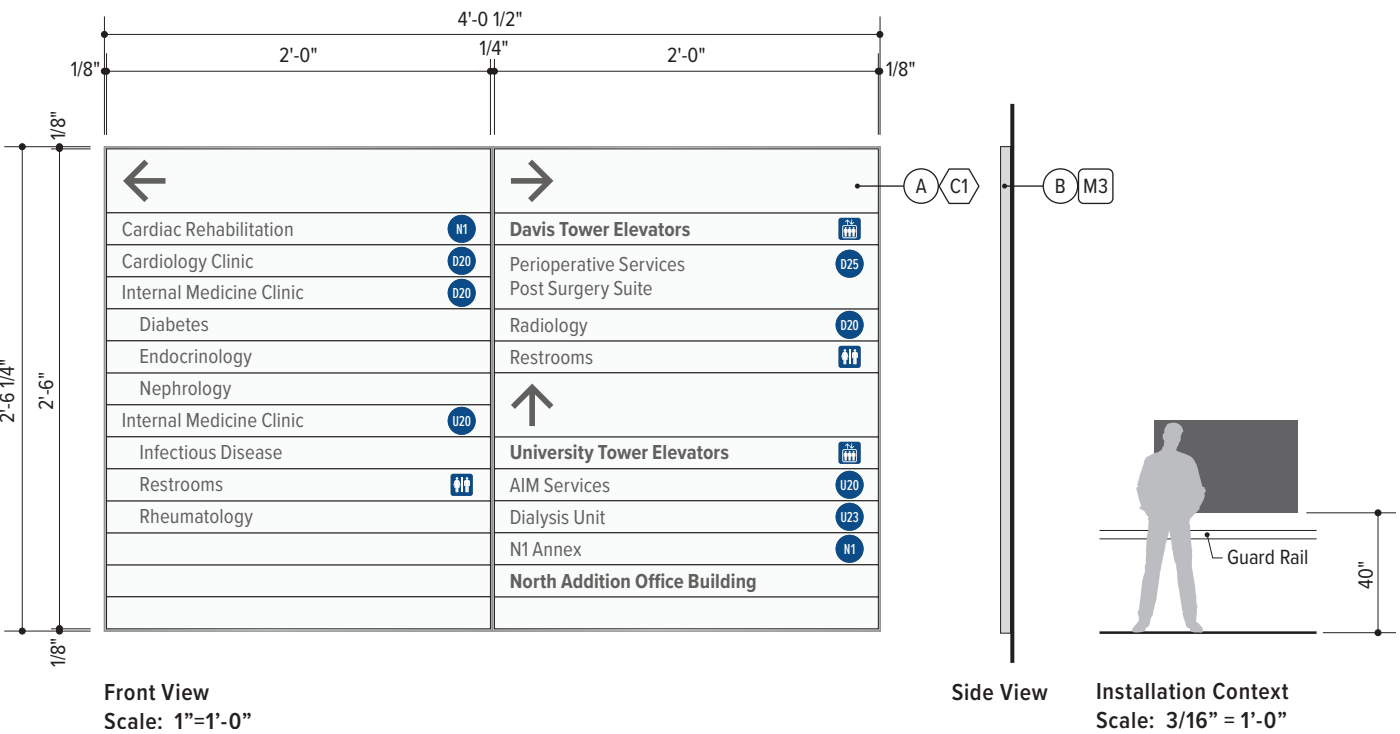 4'-0 1/2"
1/8" 2'-0" 1/4" 2'-0" 1/8"
1/8"
2'-6 1/4"
2'-6"
1/8"
←
Cardiac Rehabilitation N1
Cardiology Clinic D20
Internal Medicine Clinic D20
Diabetes
Endocrinology
Nephrology
Internal Medicine Clinic U20
Infectious Disease
Restrooms
Rheumatology
→
Davis Tower Elevators
Perioperative Services D25
Post Surgery Suite
Radiology D20
Restrooms
↑
University Tower Elevators
AIM Services U20
Dialysis Unit U23
N1 Annex N1
North Addition Office Building
A C1
B M3
Guard Rail
40"
Front View
Scale: 1”=1’-0”
Side View
Installation Context
Scale: 3/16” = 1’-0”